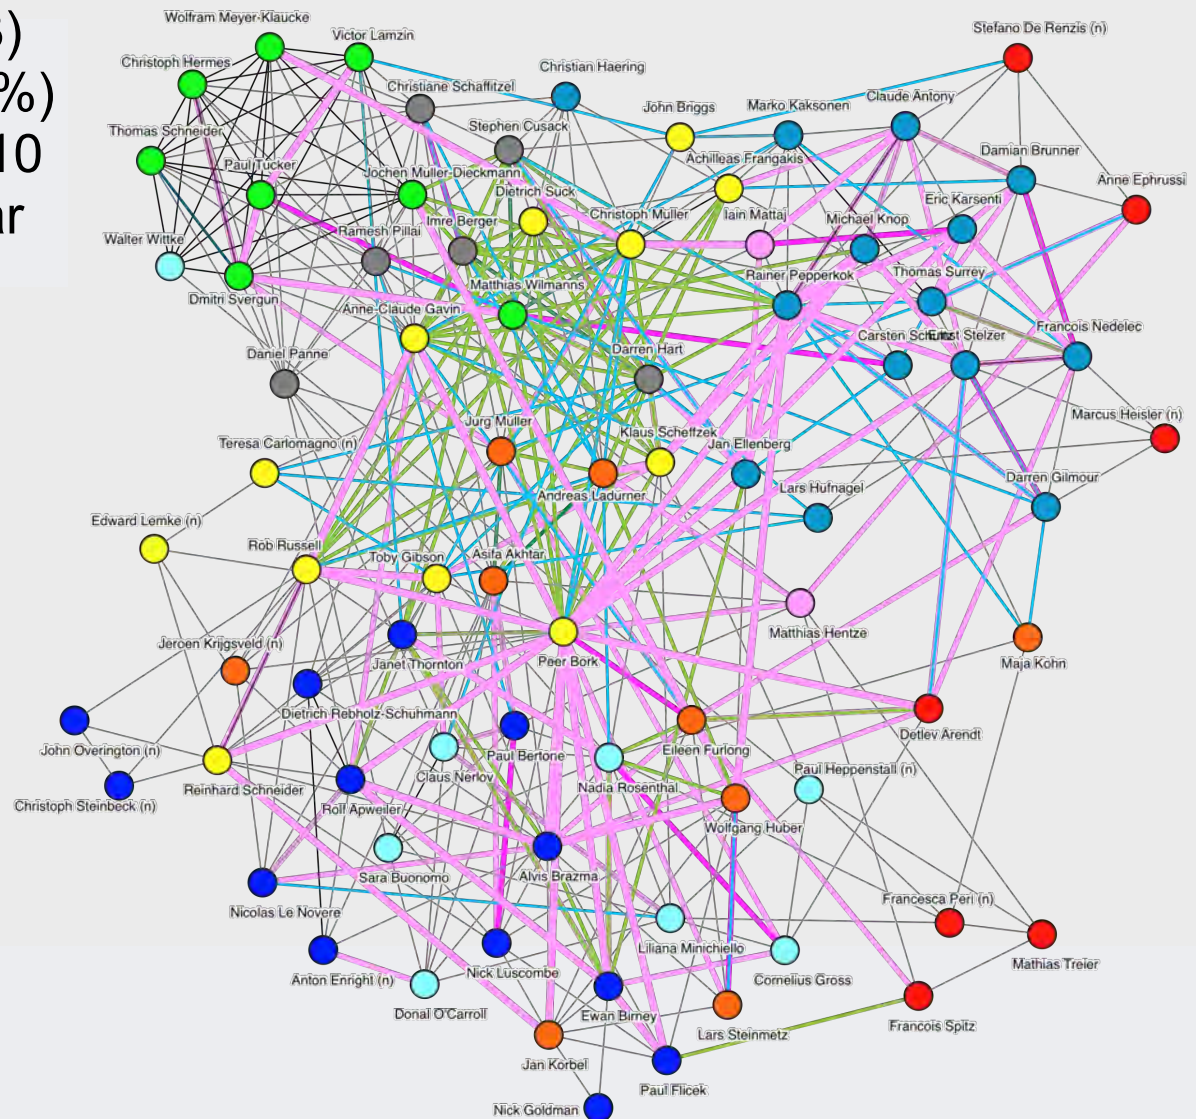 )
%)
10
ar
Wolfram Meyer-Klaucke
Victor Lamzin
Stefano De Renzis (n)
Christoph Hermes
Christian Haering
Christiane Schaffitzel
John Briggs
Marko Kaksonen
Claude Antony
Thomas Schneider
Stephen Cusack
Achilleas Frangakis
Damian Brunner
Paul Tucker
Jochen Muller-Dieckmann
Anne Ephrussi
Dietrich Suck
Eric Karsenti
Walter Wittke
Ramesh Pillai
Imre Berger
Christoph Muller
Iain Mattaj
Michael Knop
Rainer Pepperkok
Thomas Surrey
Dmitri Svergun
Matthias Wilmanns
Anne-Claude Gavin
Carsten Schultz
Ernst Stelzer
Francois Nedelec
Daniel Panne
Darren Hart
Marcus Heisler (n)
Jurg Muller
Klaus Scheffzek
Teresa Carlomagno (n)
Jan Ellenberg
Darren Gilmour
Andreas Ladurner
Lars Hufnagel
Edward Lemke (n)
Rob Russell
Toby Gibson
Asifa Akhtar
Matthias Hentze
Jeroen Krijgsveld (n)
Janet Thornton
Peer Bork
Maja Kohn
Dietrich Rebholz-Schuhmann
Detlev Arendt
John Overington (n)
Paul Bertone
Eileen Furlong
Claus Nerlov
Paul Heppenstall (n)
Reinhard Schneider
Nadia Rosenthal
Christoph Steinbeck (n)
Rolf Apweiler
Wolfgang Huber
Sara Buonomo
Alvis Brazma
Francesca Peri (n)
Nicolas Le Novere
Liliana Minichiello
Mathias Treier
Nick Luscombe
Anton Enright (n)
Cornelius Gross
Donal O'Carroll
Ewan Birney
Francois Spitz
Lars Steinmetz
Jan Korbel
Paul Flicek
Nick Goldman